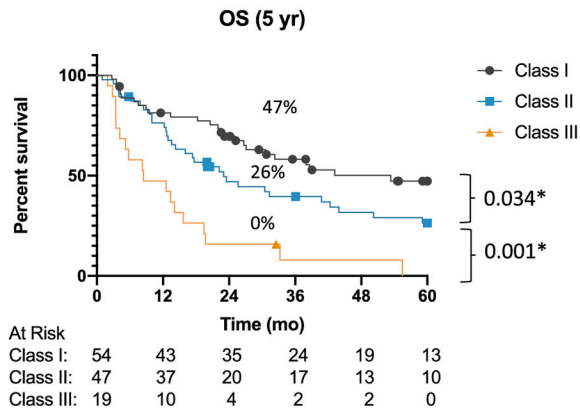 OS (5 yr)
Percent survival
100
50
0
47%
26%
0%
Class I
Class II
Class III
0.034*
0.001*
0 12 24 36 48 60
Time (mo)
At Risk
Class I: 54 43 35 24 19 13
Class II: 47 37 20 17 13 10
Class III: 19 10 4 2 2 0